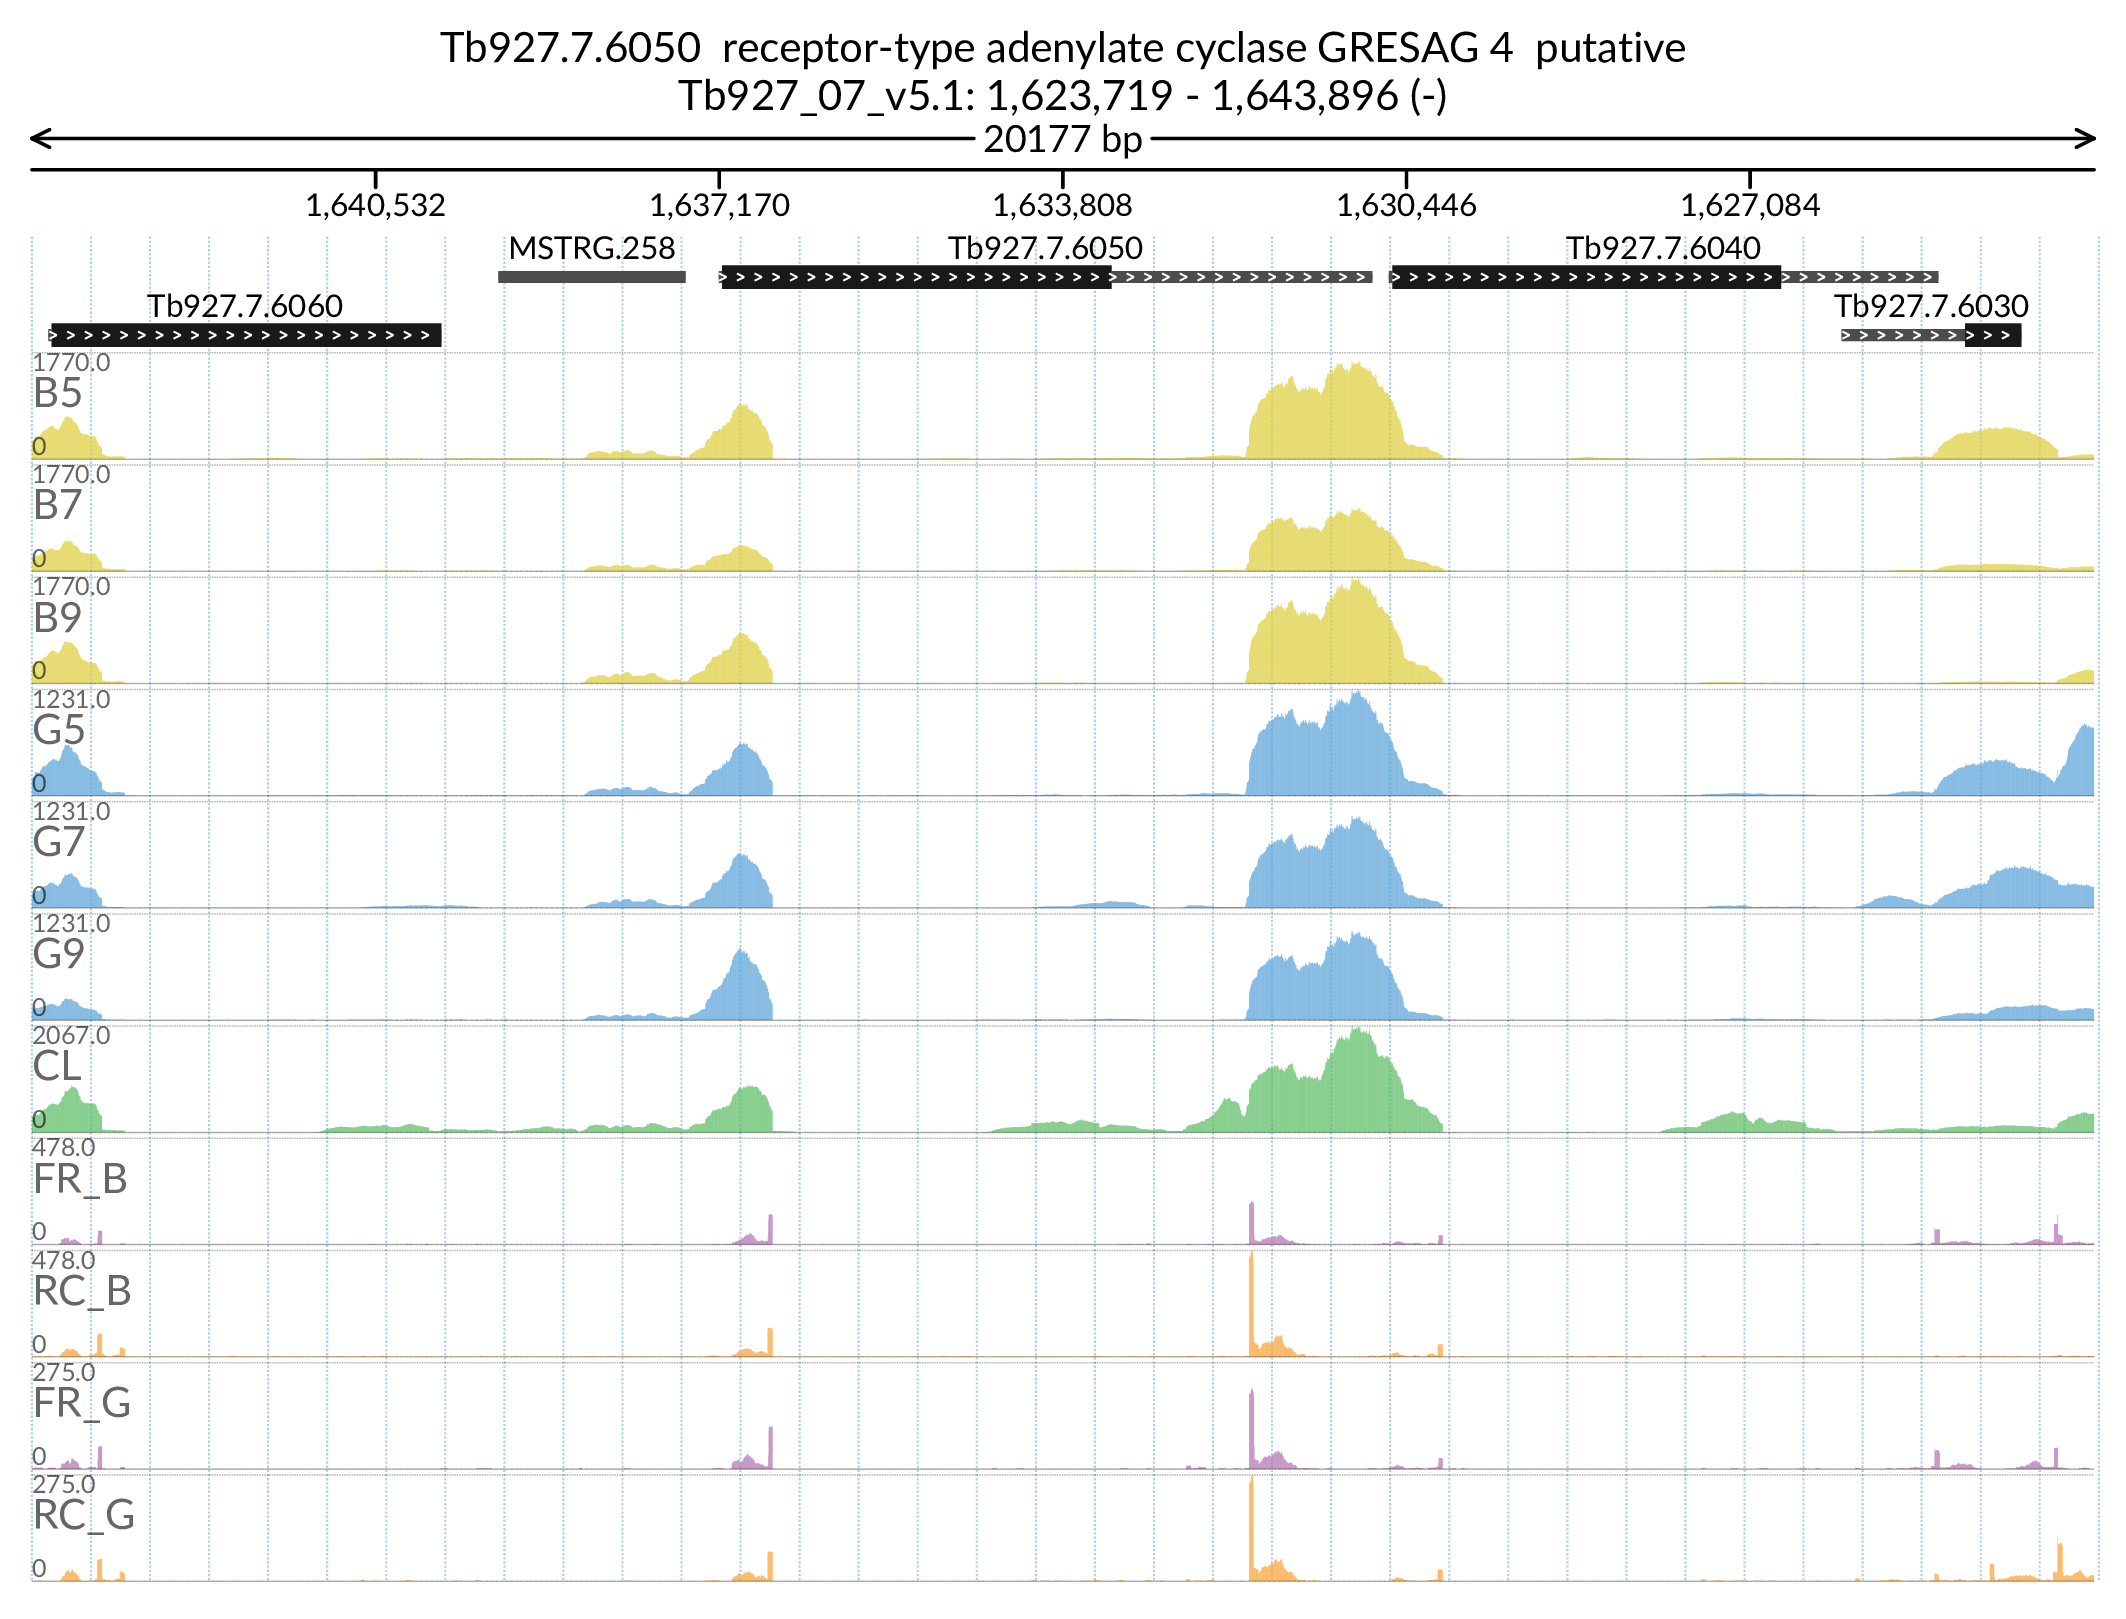 Tb927.7.6050  receptor-type adenylate cyclase GRESAG 4  putative
Tb927_07_v5.1: 1,623,719 - 1,643,896 (-)
20177 bp
1,640,532 1,637,170 1,633,808 1,630,446 1,627,084
MSTRG.258 Tb927.7.6050 Tb927.7.6040
Tb927.7.6060 Tb927.7.6030
1770.0
B5
0
1770.0
B7
0
1770.0
B9
0
1231.0
G5
0
1231.0
G7
0
1231.0
G9
0
2067.0
CL
0
478.0
FR_B
0
478.0
RC_B
0
275.0
FR_G
0
275.0
RC_G
0